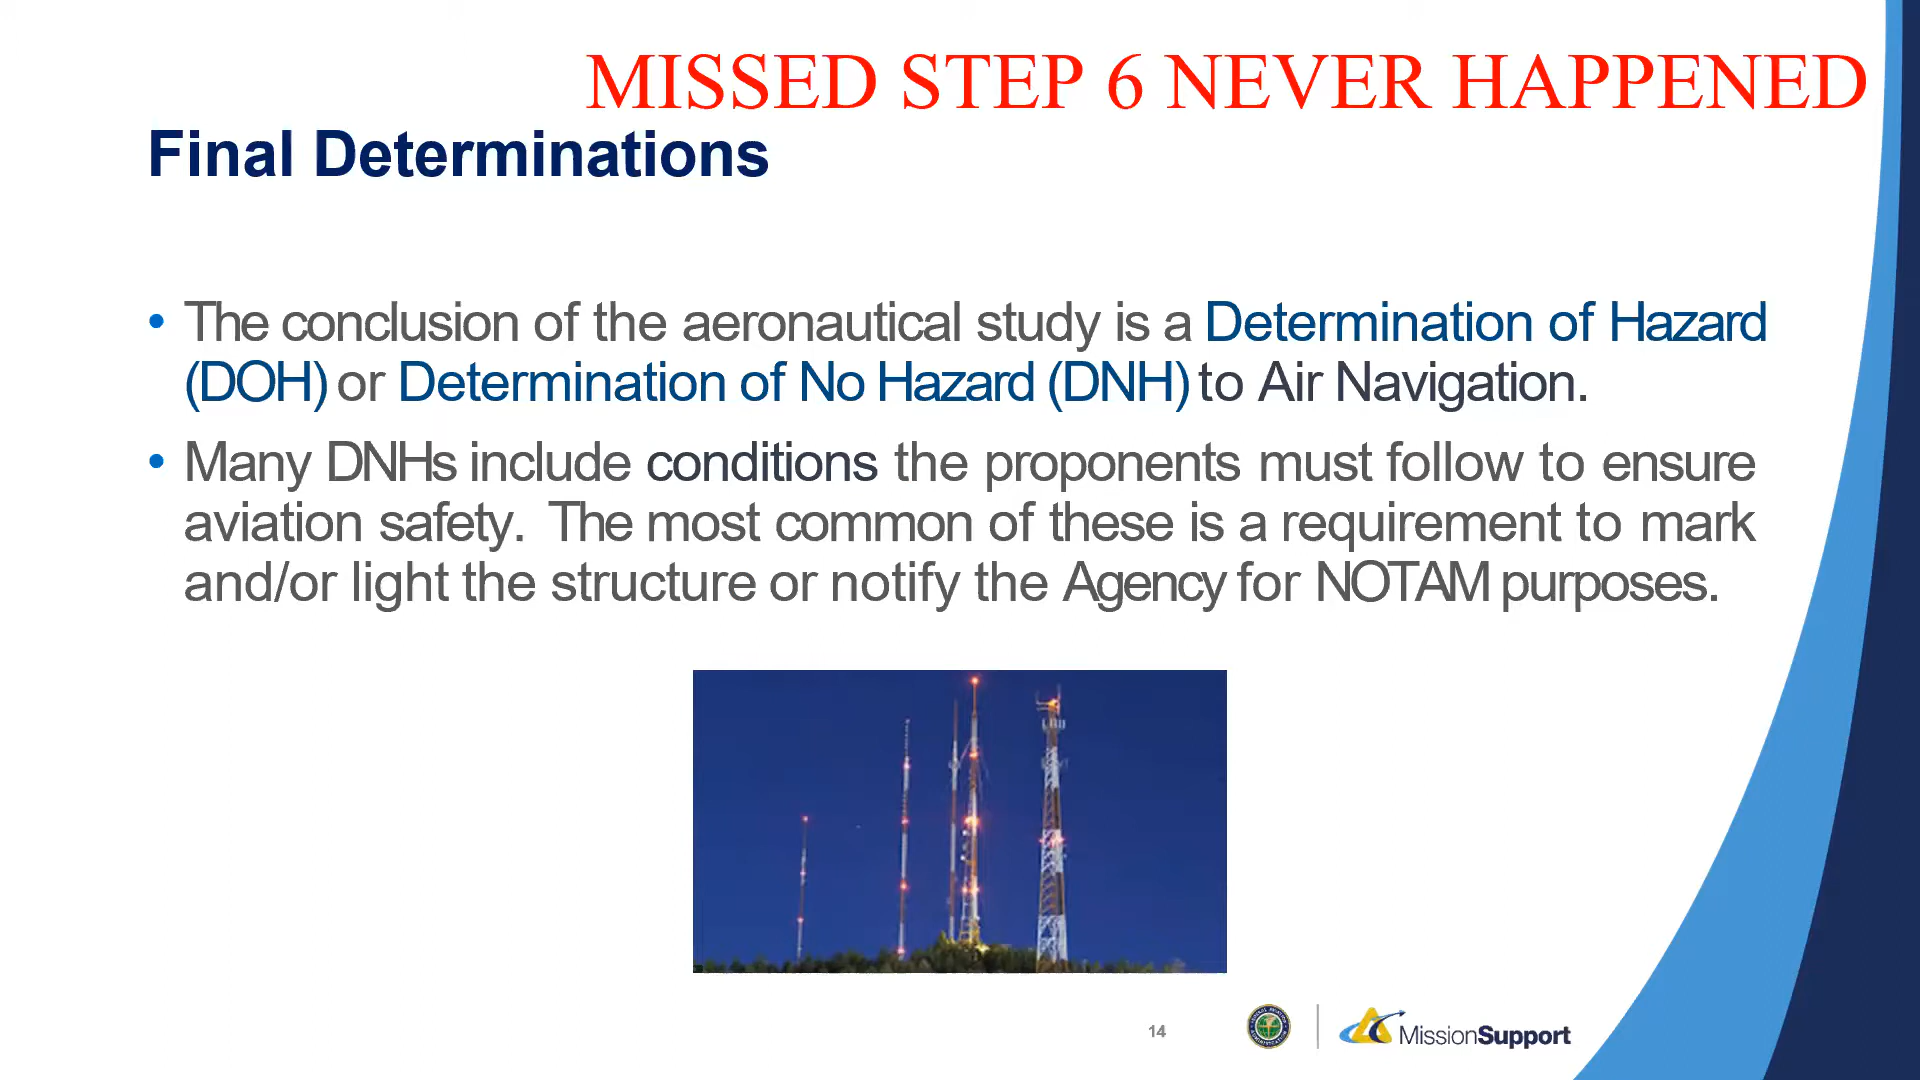 MISSED STEP 6 NEVER HAPPENED
Final Determinations
• The conclusion of the aeronautical study is a Determination of Hazard
(DOH) or Determination of No Hazard (DNH) to Air Navigation.
• Many DNHs include conditions the proponents must follow to ensure
aviation safety. The most common of these is a requirement to mark
and/or light the structure or notify the Agency for NOTAM purposes.
14
MissionSupport